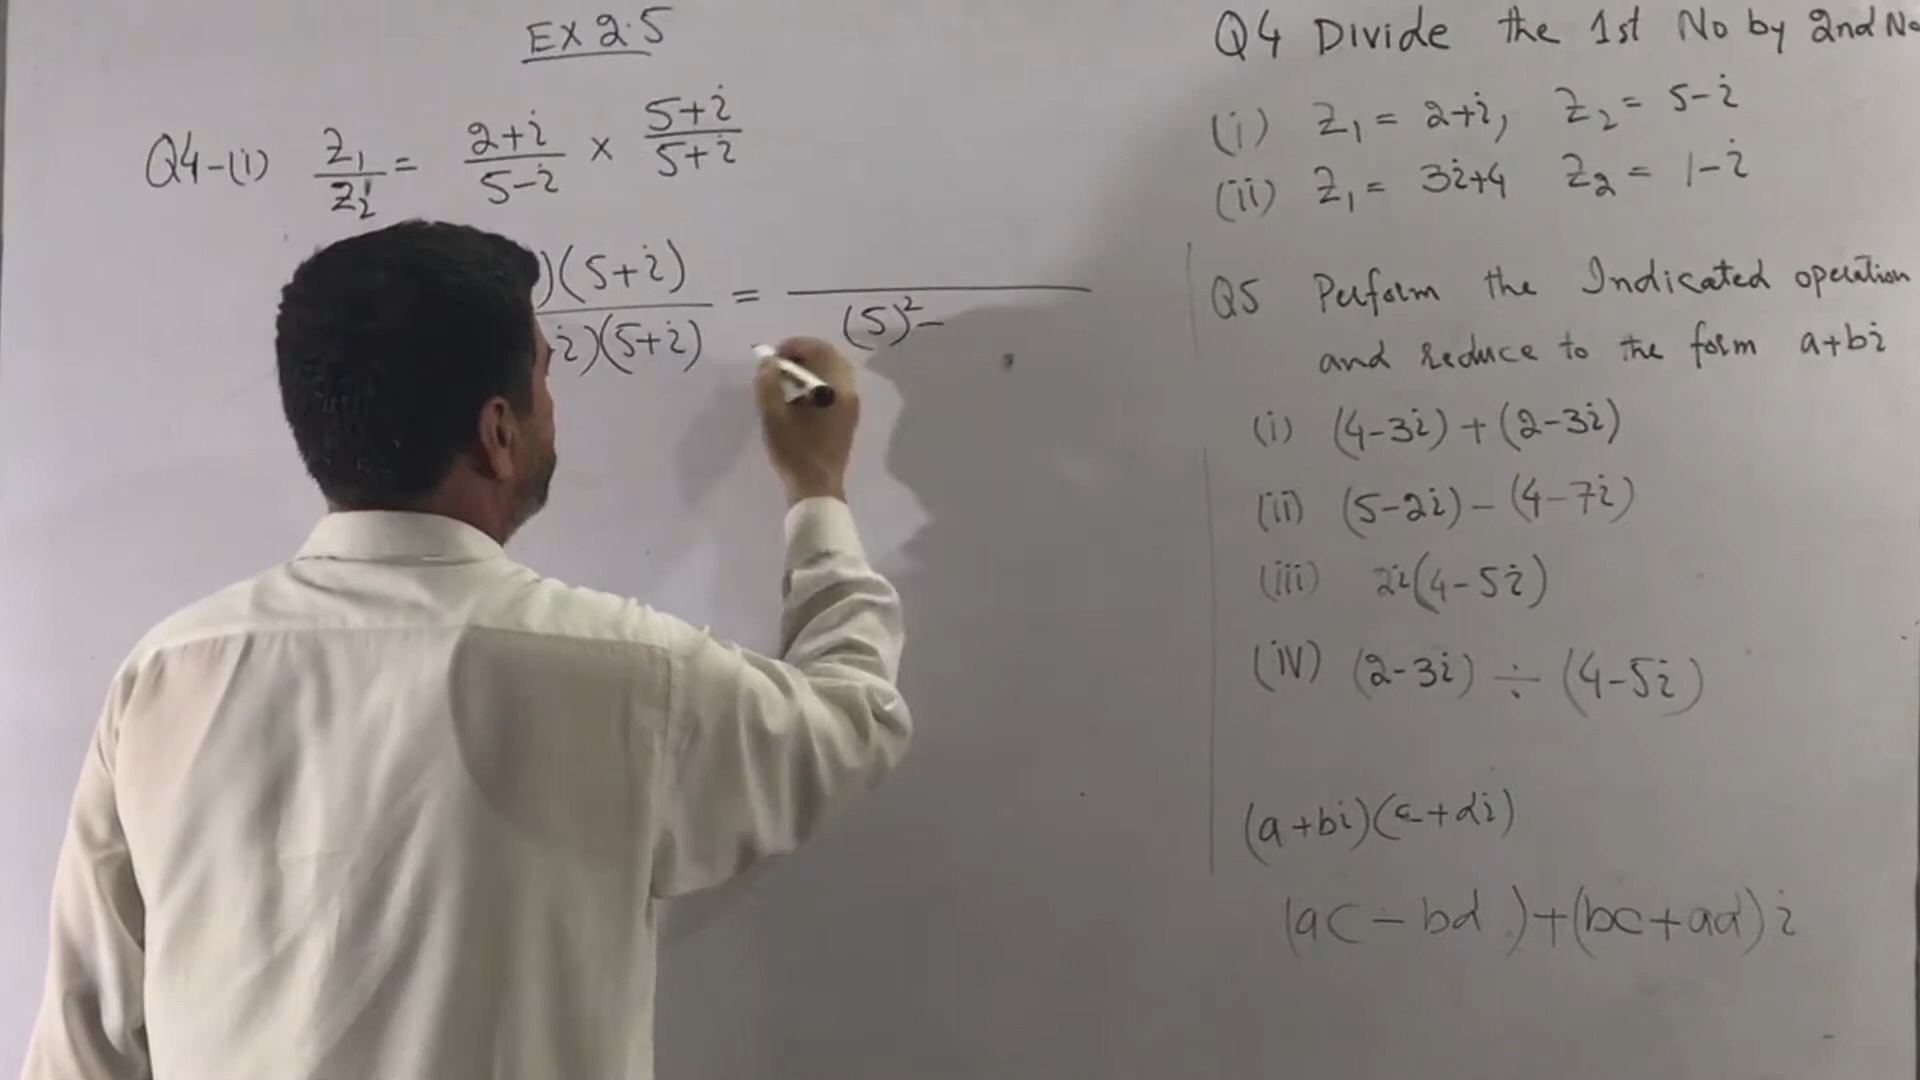 EX 2.5
Q4-(i) z₁/z₂ = 2+i/5-i × 5+i/5+i
)(5+i)/i)(5+i) = /(5)²-
Q4 Divide the 1st No by 2nd No
(i) z₁ = 2+i, z₂ = 5-i
(ii) z₁ = 3i+4 z₂ = 1-i
Q5 Perform the Indicated operation
and reduce to the form a+bi
(i) (4-3i)+(2-3i)
(ii) (5-2i)-(4-7i)
(iii) 2i(4-5i)
(iv) (2-3i) ÷ (4-5i)
(a+bi)(c+di)
(ac-bd)+(bc+ad)i